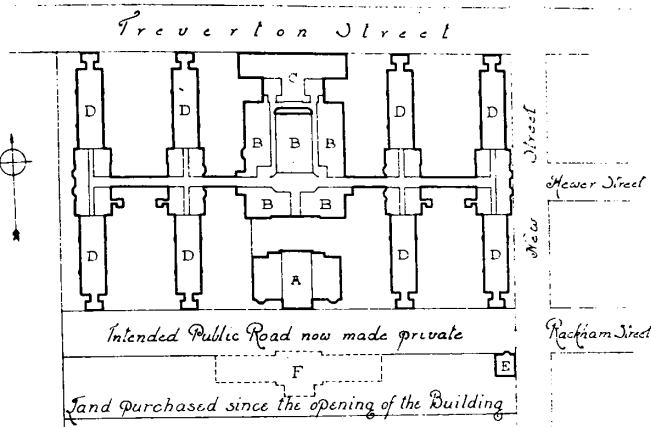 Treverton Street
D D C D D
B B B
Street
Hewer Street
B B
New
D D A D D
Intended Public Road now made private
Rackham Street
F E
Land purchased since the opening of the Building